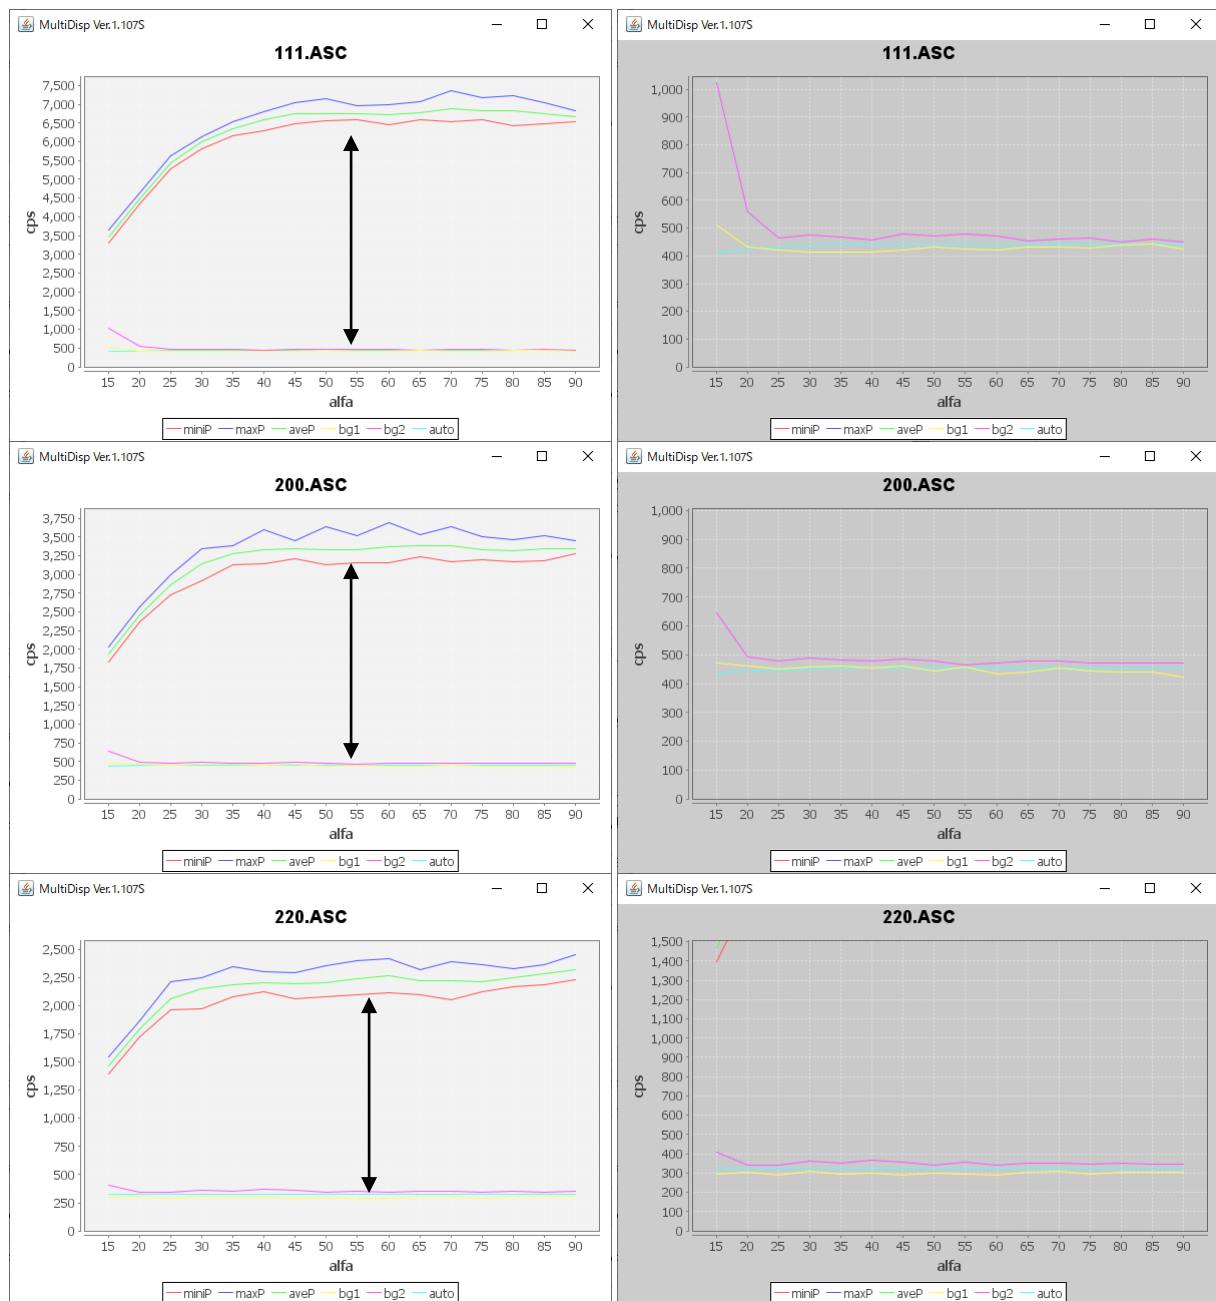 MultiDisp Ver.1.107S
111.ASC
7,500
7,000
6,500
6,000
5,500
5,000
4,500
4,000
3,500
3,000
2,500
2,000
1,500
1,000
500
0
cps
15 20 25 30 35 40 45 50 55 60 65 70 75 80 85 90
alfa
miniP maxP aveP bg1 bg2 auto
MultiDisp Ver.1.107S
111.ASC
1,000
900
800
700
600
500
400
300
200
100
0
cps
15 20 25 30 35 40 45 50 55 60 65 70 75 80 85 90
alfa
miniP maxP aveP bg1 bg2 auto
MultiDisp Ver.1.107S
200.ASC
3,750
3,500
3,250
3,000
2,750
2,500
2,250
2,000
1,750
1,500
1,250
1,000
750
500
250
0
cps
15 20 25 30 35 40 45 50 55 60 65 70 75 80 85 90
alfa
miniP maxP aveP bg1 bg2 auto
MultiDisp Ver.1.107S
200.ASC
1,000
900
800
700
600
500
400
300
200
100
0
cps
15 20 25 30 35 40 45 50 55 60 65 70 75 80 85 90
alfa
miniP maxP aveP bg1 bg2 auto
MultiDisp Ver.1.107S
220.ASC
2,500
2,250
2,000
1,750
1,500
1,250
1,000
750
500
250
0
cps
15 20 25 30 35 40 45 50 55 60 65 70 75 80 85 90
alfa
miniP maxP aveP bg1 bg2 auto
MultiDisp Ver.1.107S
220.ASC
1,500
1,400
1,300
1,200
1,100
1,000
900
800
700
600
500
400
300
200
100
0
cps
15 20 25 30 35 40 45 50 55 60 65 70 75 80 85 90
alfa
miniP maxP aveP bg1 bg2 auto